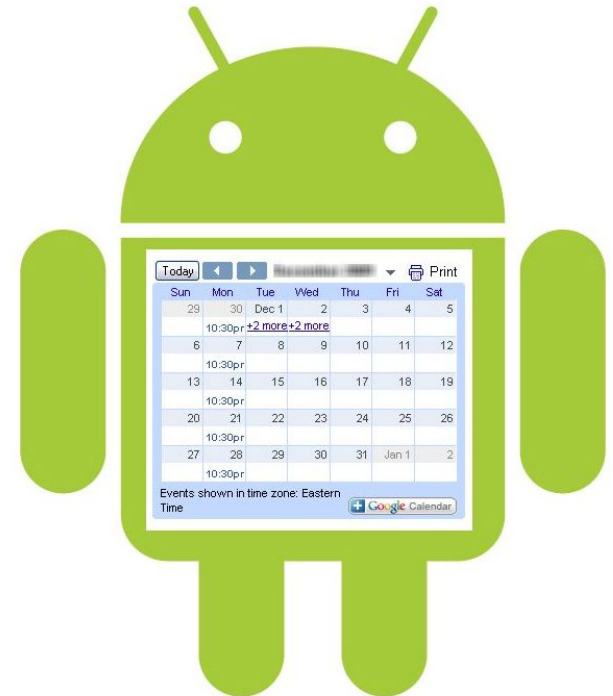 Today Print
Sun Mon Tue Wed Thu Fri Sat
29 30 Dec 1 2 3 4 5
10:30pr +2 more +2 more
6 7 8 9 10 11 12
10:30pr
13 14 15 16 17 18 19
10:30pr
20 21 22 23 24 25 26
10:30pr
27 28 29 30 31 Jan 1 2
10:30pr
Events shown in time zone: Eastern
Time
Google Calendar